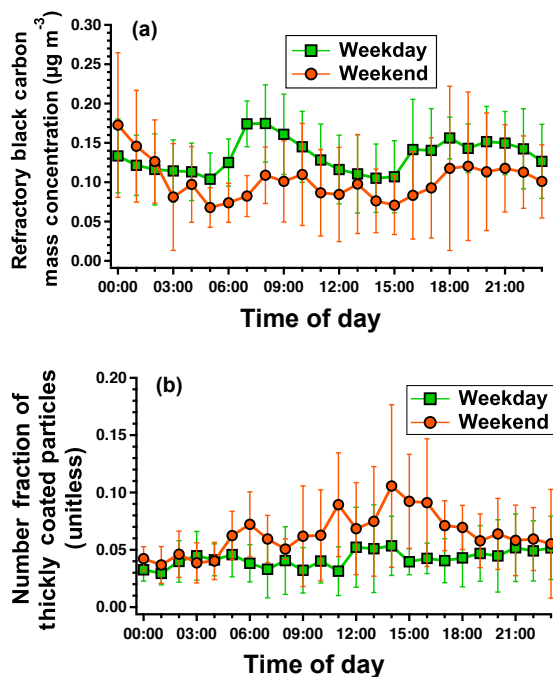 (a)
Weekday
Weekend
Refractory black carbon
mass concentration (µg m⁻³)
0.30
0.25
0.20
0.15
0.10
0.05
0.00
00:00 03:00 06:00 09:00 12:00 15:00 18:00 21:00
Time of day
(b)
Weekday
Weekend
Number fraction of
thickly coated particles
(unitless)
0.20
0.15
0.10
0.05
0.00
00:00 03:00 06:00 09:00 12:00 15:00 18:00 21:00
Time of day